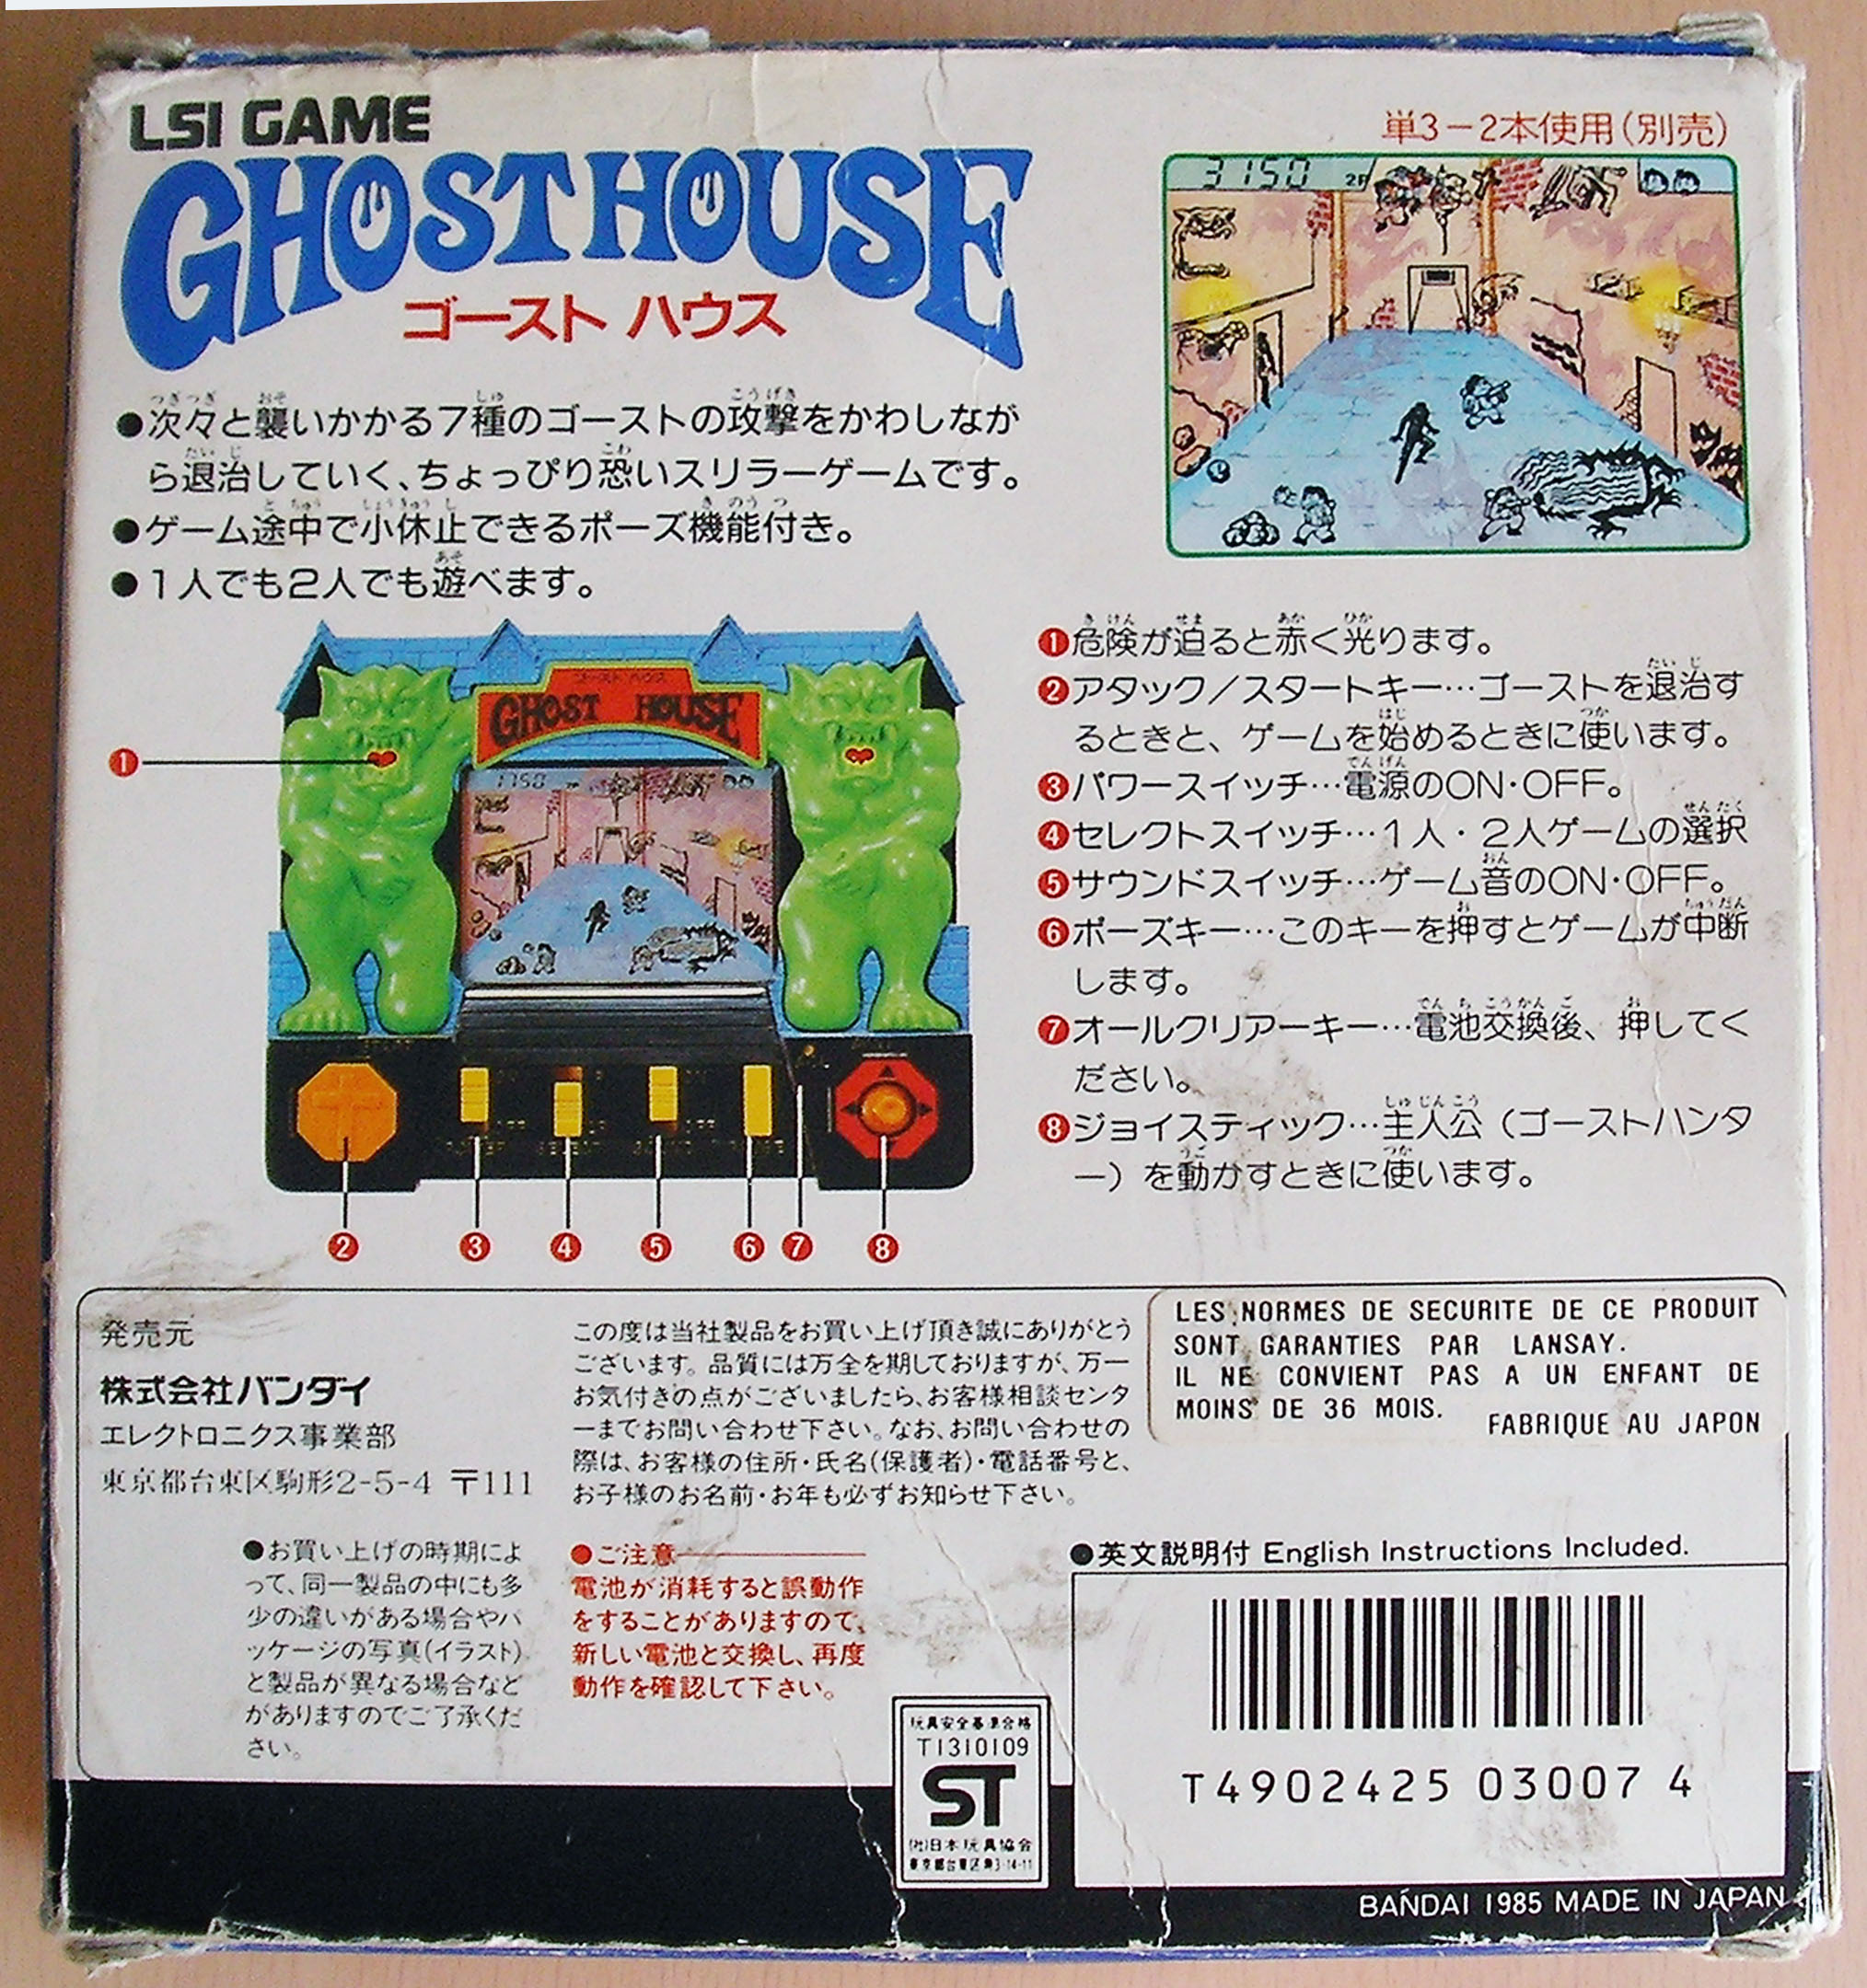 LSI GAME
GHOST HOUSE
ゴースト ハウス
単3－2本使用（別売）
3150 2P
●次々と襲いかかる7種のゴーストの攻撃をかわしなが
ら退治していく、ちょっぴり恐いスリラーゲームです。
●ゲーム途中で小休止できるポーズ機能付き。
●1人でも2人でも遊べます。
ゴースト ハウス
GHOST HOUSE
1750
❶
❷
❸
❹
❺
❻
❼
❽
❶危険が迫ると赤く光ります。
❷アタック／スタートキー…ゴーストを退治す
るときと、ゲームを始めるときに使います。
❸パワースイッチ…電源のON・OFF。
❹セレクトスイッチ…1人・2人ゲームの選択
❺サウンドスイッチ…ゲーム音のON・OFF。
❻ポーズキー…このキーを押すとゲームが中断
します。
❼オールクリアーキー…電池交換後、押してく
ださい。
❽ジョイスティック…主人公（ゴーストハンタ
ー）を動かすときに使います。
発売元
株式会社バンダイ
エレクトロニクス事業部
東京都台東区駒形2-5-4 〒111
この度は当社製品をお買い上げ頂き誠にありがとう
ございます。品質には万全を期しておりますが、万一
お気付きの点がございましたら、お客様相談センタ
ーまでお問い合わせ下さい。なお、お問い合わせの
際は、お客様の住所・氏名(保護者)・電話番号と、
お子様のお名前・お年も必ずお知らせ下さい。
LES NORMES DE SECURITE DE CE PRODUIT
SONT GARANTIES PAR LANSAY.
IL NE CONVIENT PAS A UN ENFANT DE
MOINS DE 36 MOIS.
FABRIQUE AU JAPON
●お買い上げの時期によ
って、同一製品の中にも多
少の違いがある場合やパ
ッケージの写真(イラスト)
と製品が異なる場合など
がありますのでご了承くだ
さい。
●ご注意
電池が消耗すると誤動作
をすることがありますので、
新しい電池と交換し、再度
動作を確認して下さい。
●英文説明付 English Instructions Included.
玩具安全基準合格
T1310109
ST
(社)日本玩具協会
T4902425 03007 4
BANDAI 1985 MADE IN JAPAN